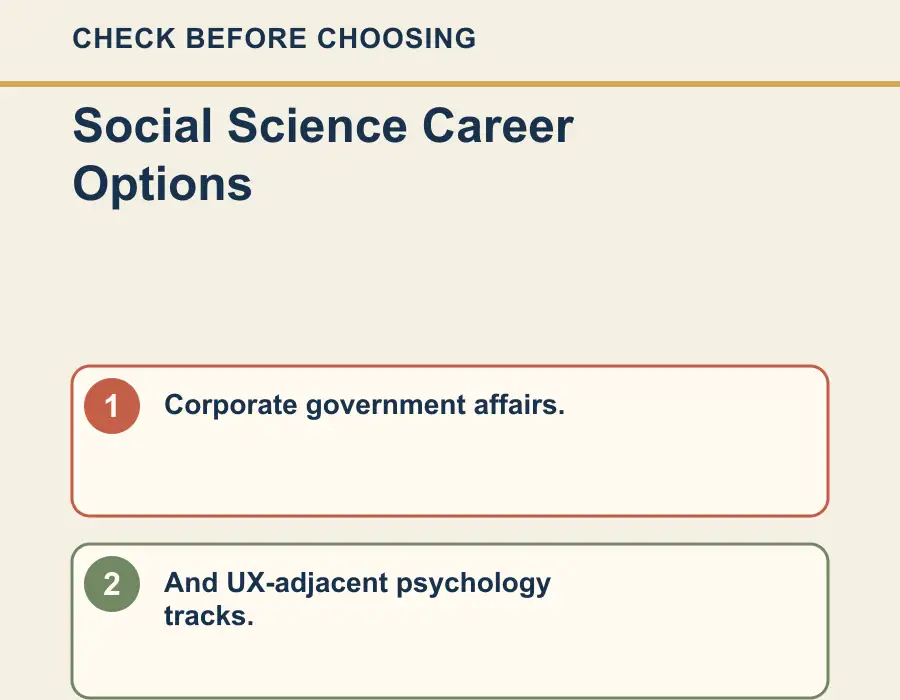 CHECK BEFORE CHOOSING
Social Science Career
Options
1
Corporate government affairs.
2
And UX-adjacent psychology
tracks.